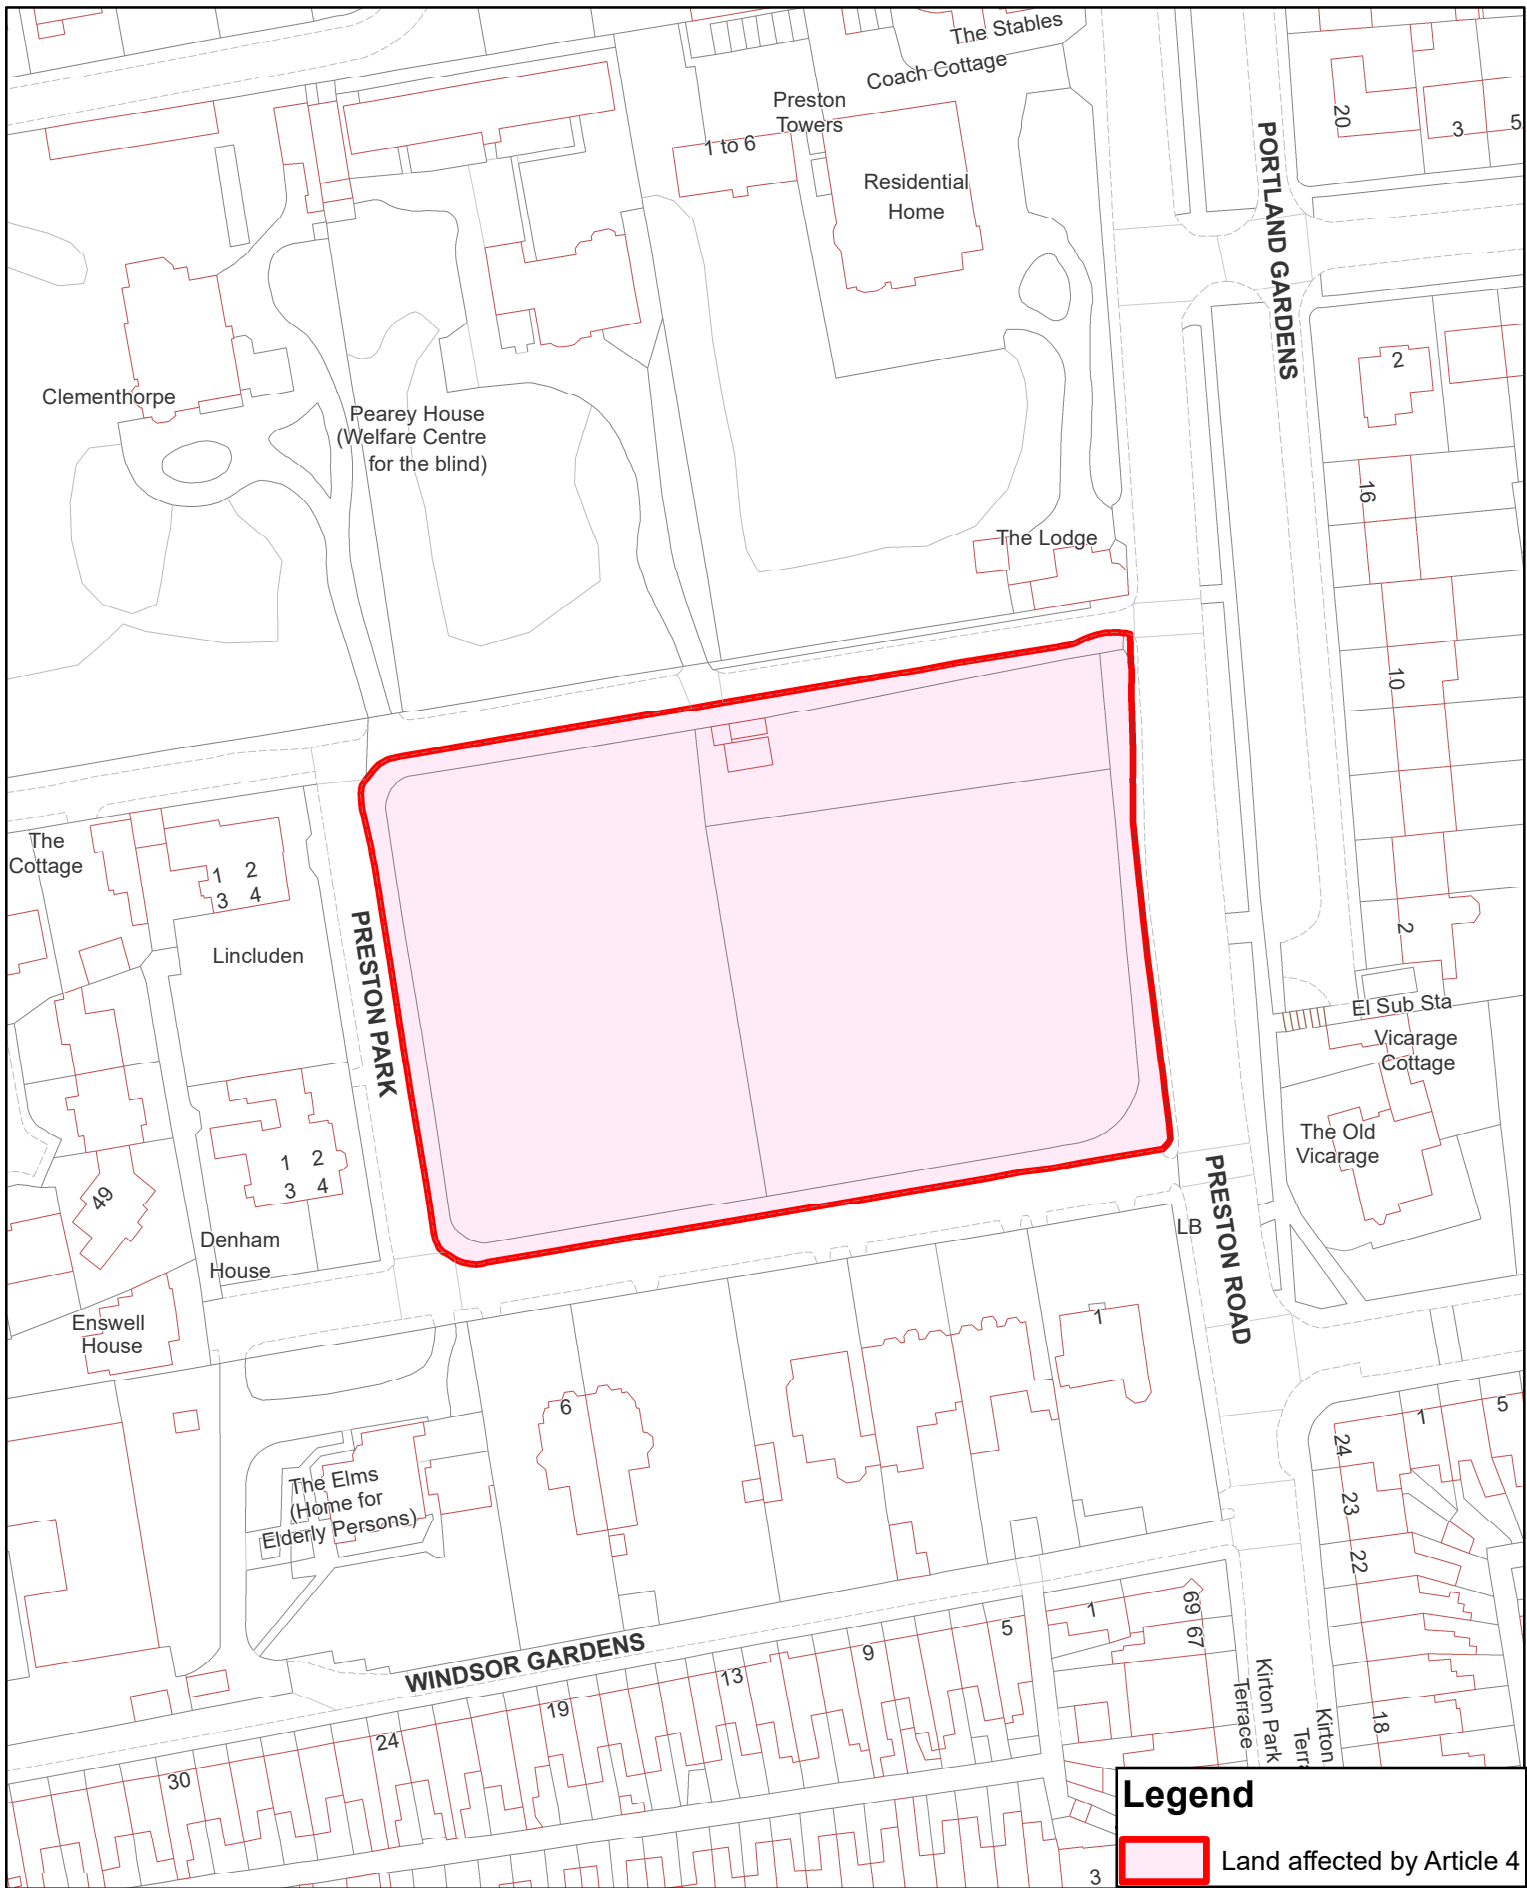 The Stables
Coach Cottage
Preston
Towers
1 to 6
Residential
Home
PORTLAND GARDENS
20
3
5
2
Clementhorpe
Pearey House
(Welfare Centre
for the blind)
16
The Lodge
10
The
Cottage
1 2
3 4
Lincluden
PRESTON PARK
2
El Sub Sta
Vicarage
Cottage
The Old
Vicarage
1 2
3 4
49
Denham
House
Enswell
House
LB
PRESTON ROAD
1
6
The Elms
(Home for
Elderly Persons)
1
5
24
23
22
18
WINDSOR GARDENS
1
69
67
5
9
13
19
24
30
Kirton Park
Terrace
Kirton
Terra
3
Legend
Land affected by Article 4